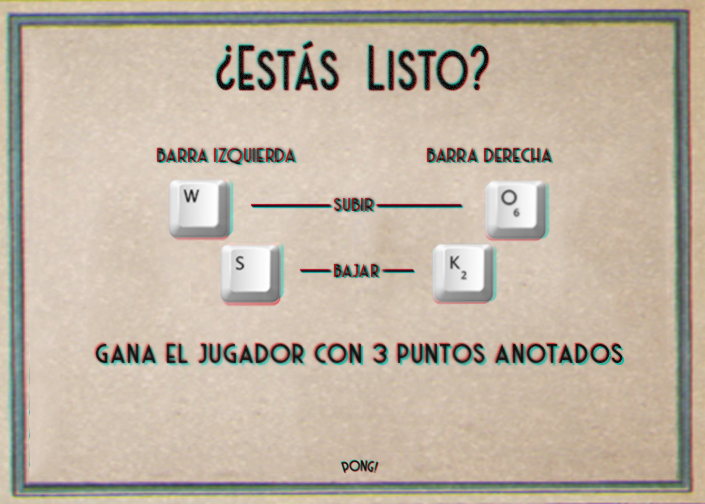 ¿Estás Listo?
BARRA IZQUIERDA BARRA DERECHA
W SUBIR O 6
S BAJAR K 2
GANA EL JUGADOR CON 3 PUNTOS ANOTADOS
PONG!